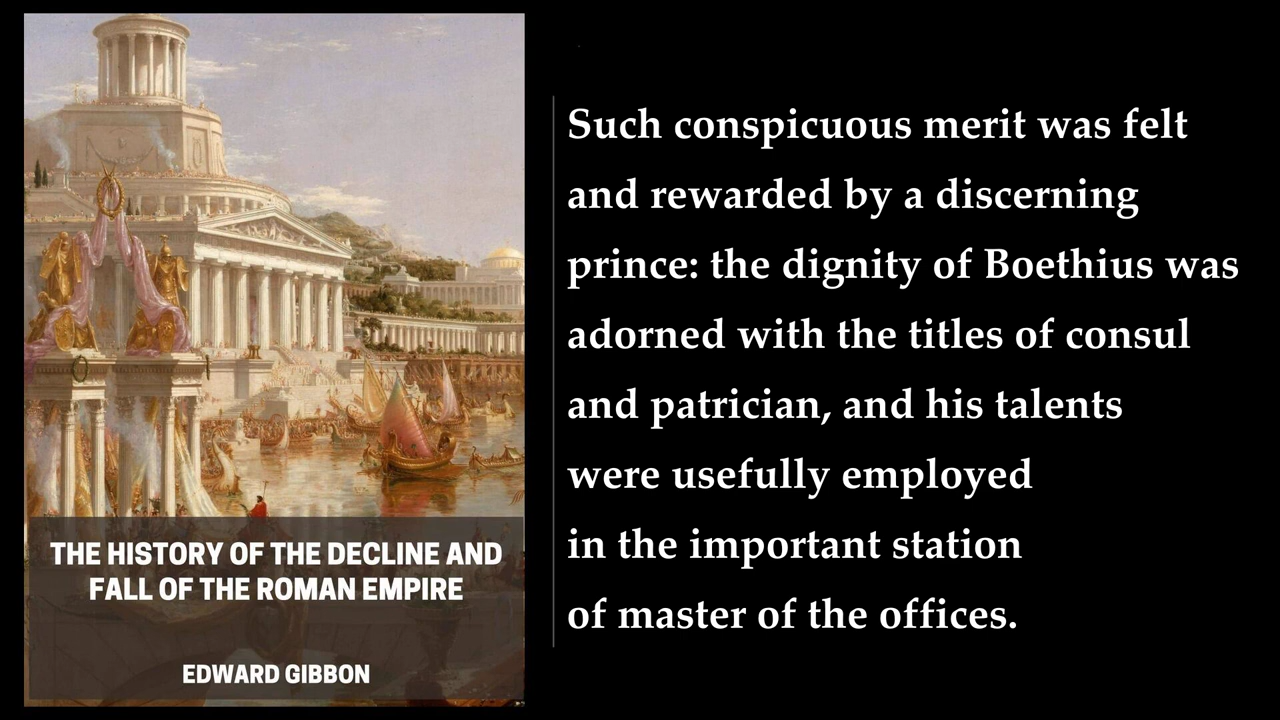 THE HISTORY OF THE DECLINE AND
FALL OF THE ROMAN EMPIRE
EDWARD GIBBON
Such conspicuous merit was felt
and rewarded by a discerning
prince: the dignity of Boethius was
adorned with the titles of consul
and patrician, and his talents
were usefully employed
in the important station
of master of the offices.